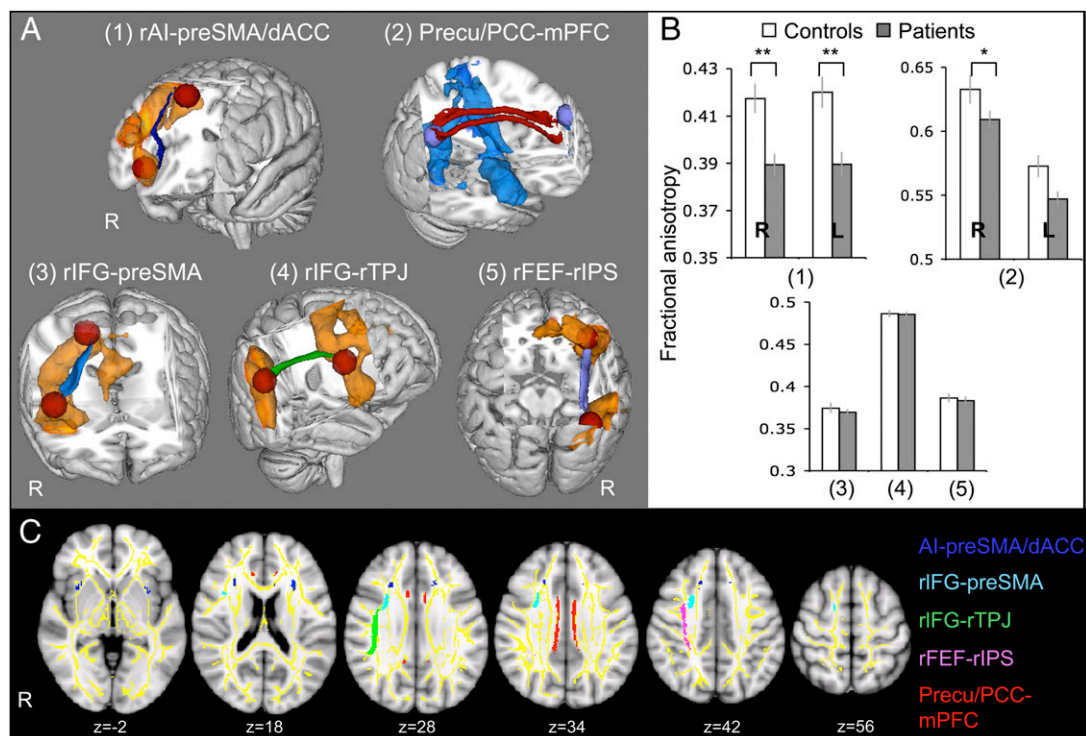 A
(1) rAI-preSMA/dACC
(2) Precu/PCC-mPFC
R
(3) rIFG-preSMA
(4) rIFG-rTPJ
(5) rFEF-rIPS
R
R
B
Controls
Patients
Fractional anisotropy
0.43
0.41
0.39
0.37
0.35
**
**
R
L
(1)
0.65
0.6
0.55
0.5
*
R
L
(2)
0.5
0.45
0.4
0.35
0.3
(3)
(4)
(5)
C
R
z=-2
z=18
z=28
z=34
z=42
z=56
AI-preSMA/dACC
rIFG-preSMA
rIFG-rTPJ
rFEF-rIPS
Precu/PCC-
mPFC